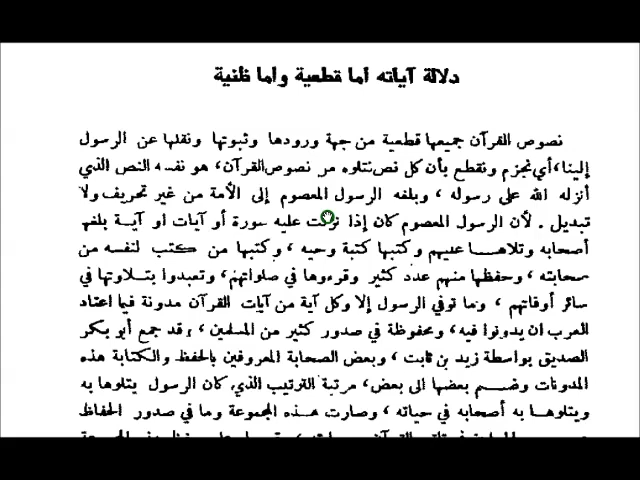 دلالة آياته اما قطعية واما ظنية
نصوص القرآن جميعها قطعية من جهة ورودها وثبوتها ونقلها عن الرسول
إلينا، أي نجزم ونقطع بأن كل نص نتلوه من نصوص القرآن، هو نفسه النص الذي
أنزله الله على رسوله، وبلغه الرسول المعصوم إلى الأمة من غير تحريف ولا
تبديل. لأن الرسول المعصوم كان إذا نزلت عليه سورة أو آيات او آية بلغها
أصحابه وتلاها عليهم وكتبها كتبة وحيه، وكتبها من كتب لنفسه من
صحابته، وحفظها منهم عدد كثير وقرءوها في صلواتهم، وتعبدوا بتلاوتها في
سائر أوقاتهم، وما توفي الرسول إلا وكل آية من آيات القرآن مدونة فيما اعتاد
العرب ان يدونوا فيه، ومحفوظة في صدور كثير من المسلمين، وقد جمع أبو بكر
الصديق بواسطة زيد بن ثابت، وبعض الصحابة المعروفين بالحفظ والكتابة هذه
المدونات وضم بعضها الى بعض، مرتبة الترتيب الذي كان الرسول يتلوها به
ويتلوها به أصحابه في حياته، وصارت هذه المجموعة وما في صدور الحفاظ